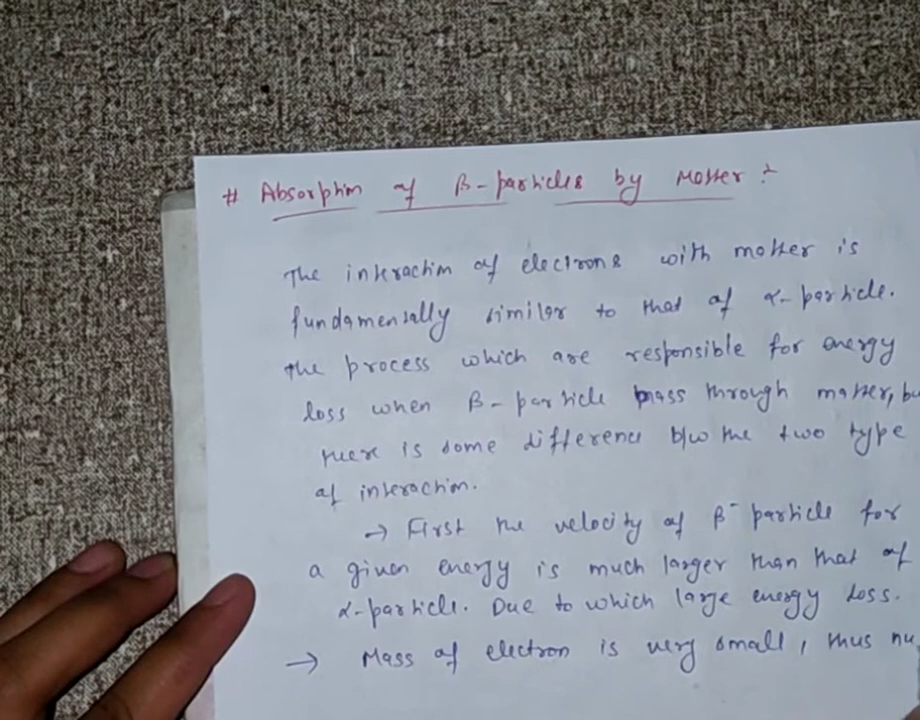 # Absorption of β-particles by Matter :-
The interaction of electrons with matter is
fundamentally similar to that of α-particle.
The process which are responsible for energy
loss when β-particle pass through matter, bu
there is some difference b/w the two type
of interaction.
→ First the velocity of β⁻ particle for
a given energy is much larger than that of
α-particle. Due to which large energy loss.
→ Mass of electron is very small, thus nu